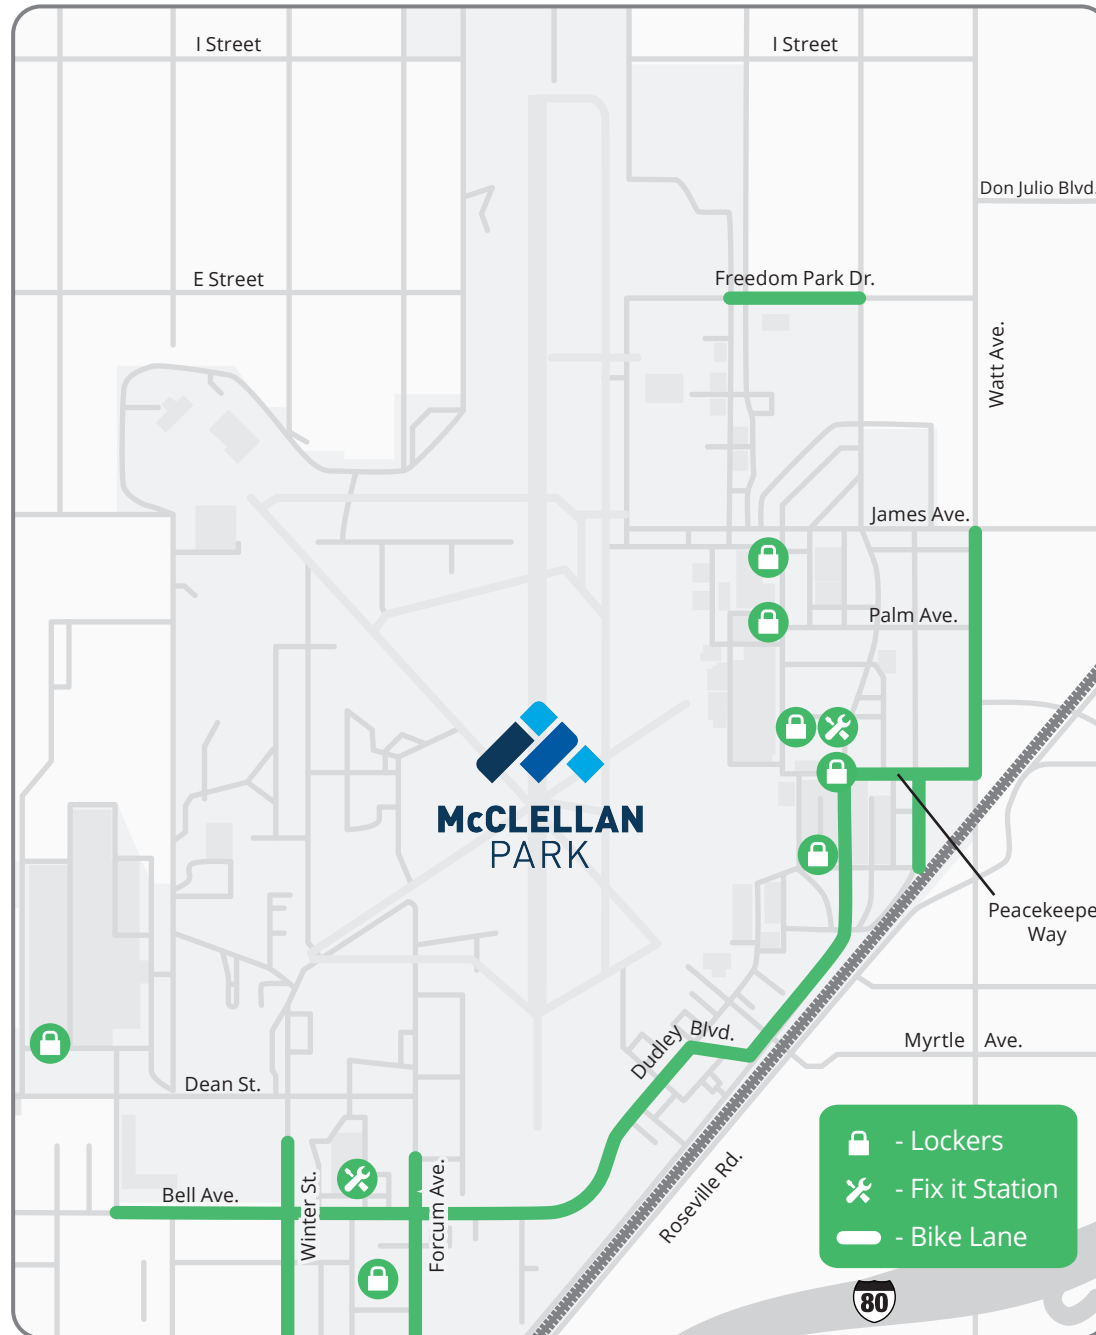 I Street
I Street
Don Julio Blvd.
E Street
Freedom Park Dr.
Watt Ave.
James Ave.
Palm Ave.
McCLELLAN
PARK
Peacekeepe
Way
Dudley Blvd.
Myrtle Ave.
Dean St.
Bell Ave.
Winter St.
Forcum Ave.
Roseville Rd.
- Lockers
- Fix it Station
- Bike Lane
80